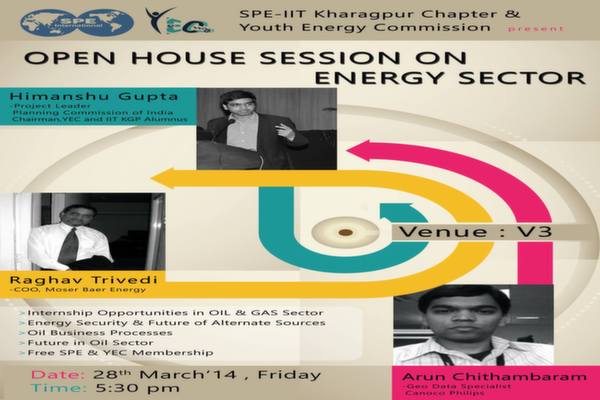 SPE
International
YEC
SPE-IIT Kharagpur Chapter &
Youth Energy Commission present
OPEN HOUSE SESSION ON
ENERGY SECTOR
Himanshu Gupta
-Project Leader
Planning Commission of India
Chairman,YEC and IIT KGP Alumnus
Venue : V3
Raghav Trivedi
-COO, Moser Baer Energy
>Internship Opportunities in OIL & GAS Sector
>Energy Security & Future of Alternate Sources
>Oil Business Processes
>Future in Oil Sector
>Free SPE & YEC Membership
Date: 28th March'14 , Friday
Time: 5:30 pm
Arun Chithambaram
-Geo Data Specialist
Canoco Philips